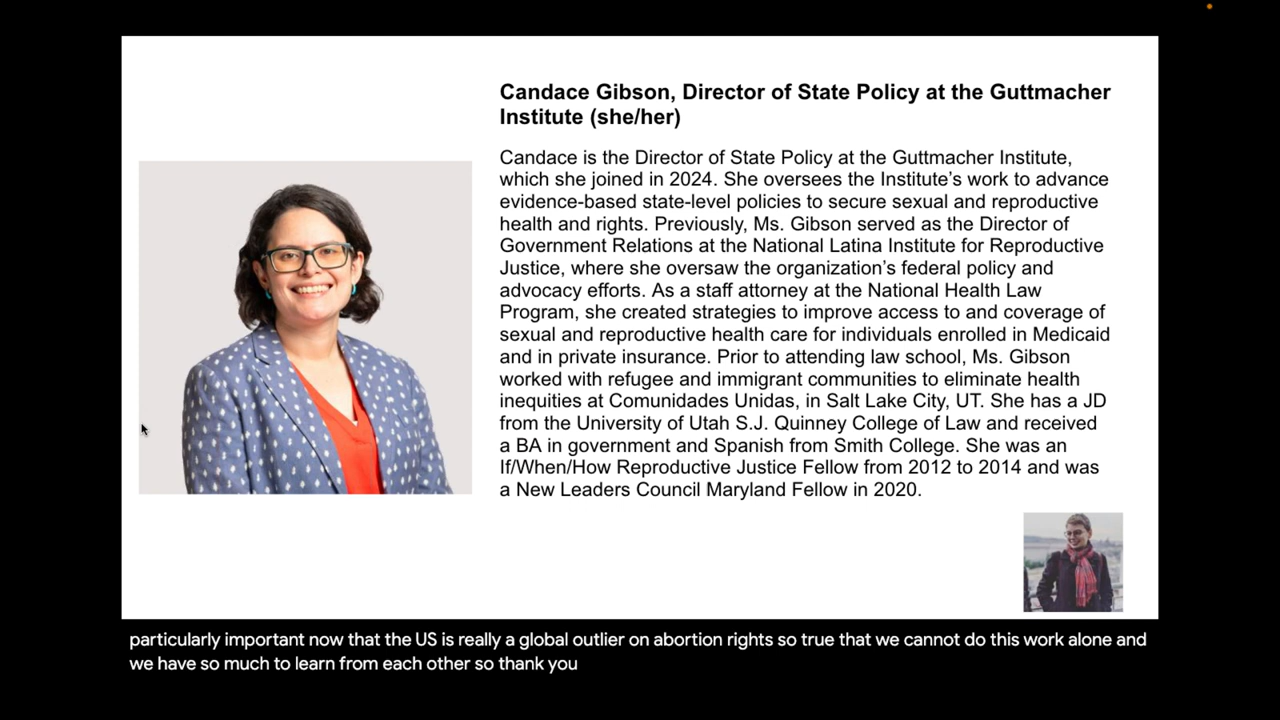 Candace Gibson, Director of State Policy at the Guttmacher
Institute (she/her)
Candace is the Director of State Policy at the Guttmacher Institute,
which she joined in 2024. She oversees the Institute’s work to advance
evidence-based state-level policies to secure sexual and reproductive
health and rights. Previously, Ms. Gibson served as the Director of
Government Relations at the National Latina Institute for Reproductive
Justice, where she oversaw the organization’s federal policy and
advocacy efforts. As a staff attorney at the National Health Law
Program, she created strategies to improve access to and coverage of
sexual and reproductive health care for individuals enrolled in Medicaid
and in private insurance. Prior to attending law school, Ms. Gibson
worked with refugee and immigrant communities to eliminate health
inequities at Comunidades Unidas, in Salt Lake City, UT. She has a JD
from the University of Utah S.J. Quinney College of Law and received
a BA in government and Spanish from Smith College. She was an
If/When/How Reproductive Justice Fellow from 2012 to 2014 and was
a New Leaders Council Maryland Fellow in 2020.
particularly important now that the US is really a global outlier on abortion rights so true that we cannot do this work alone and
we have so much to learn from each other so thank you